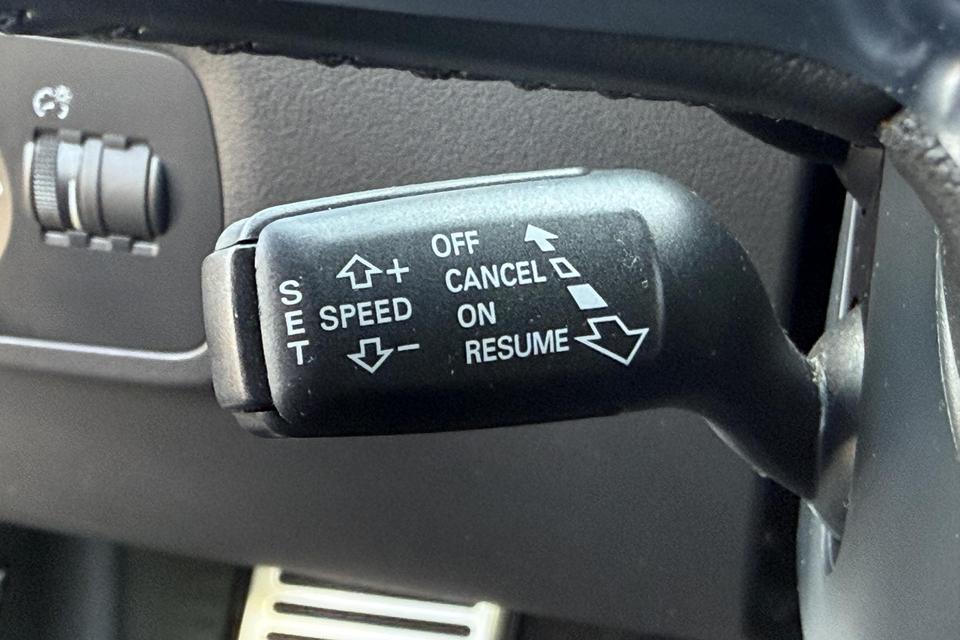 SET
+
SPEED
−
OFF
CANCEL
ON
RESUME